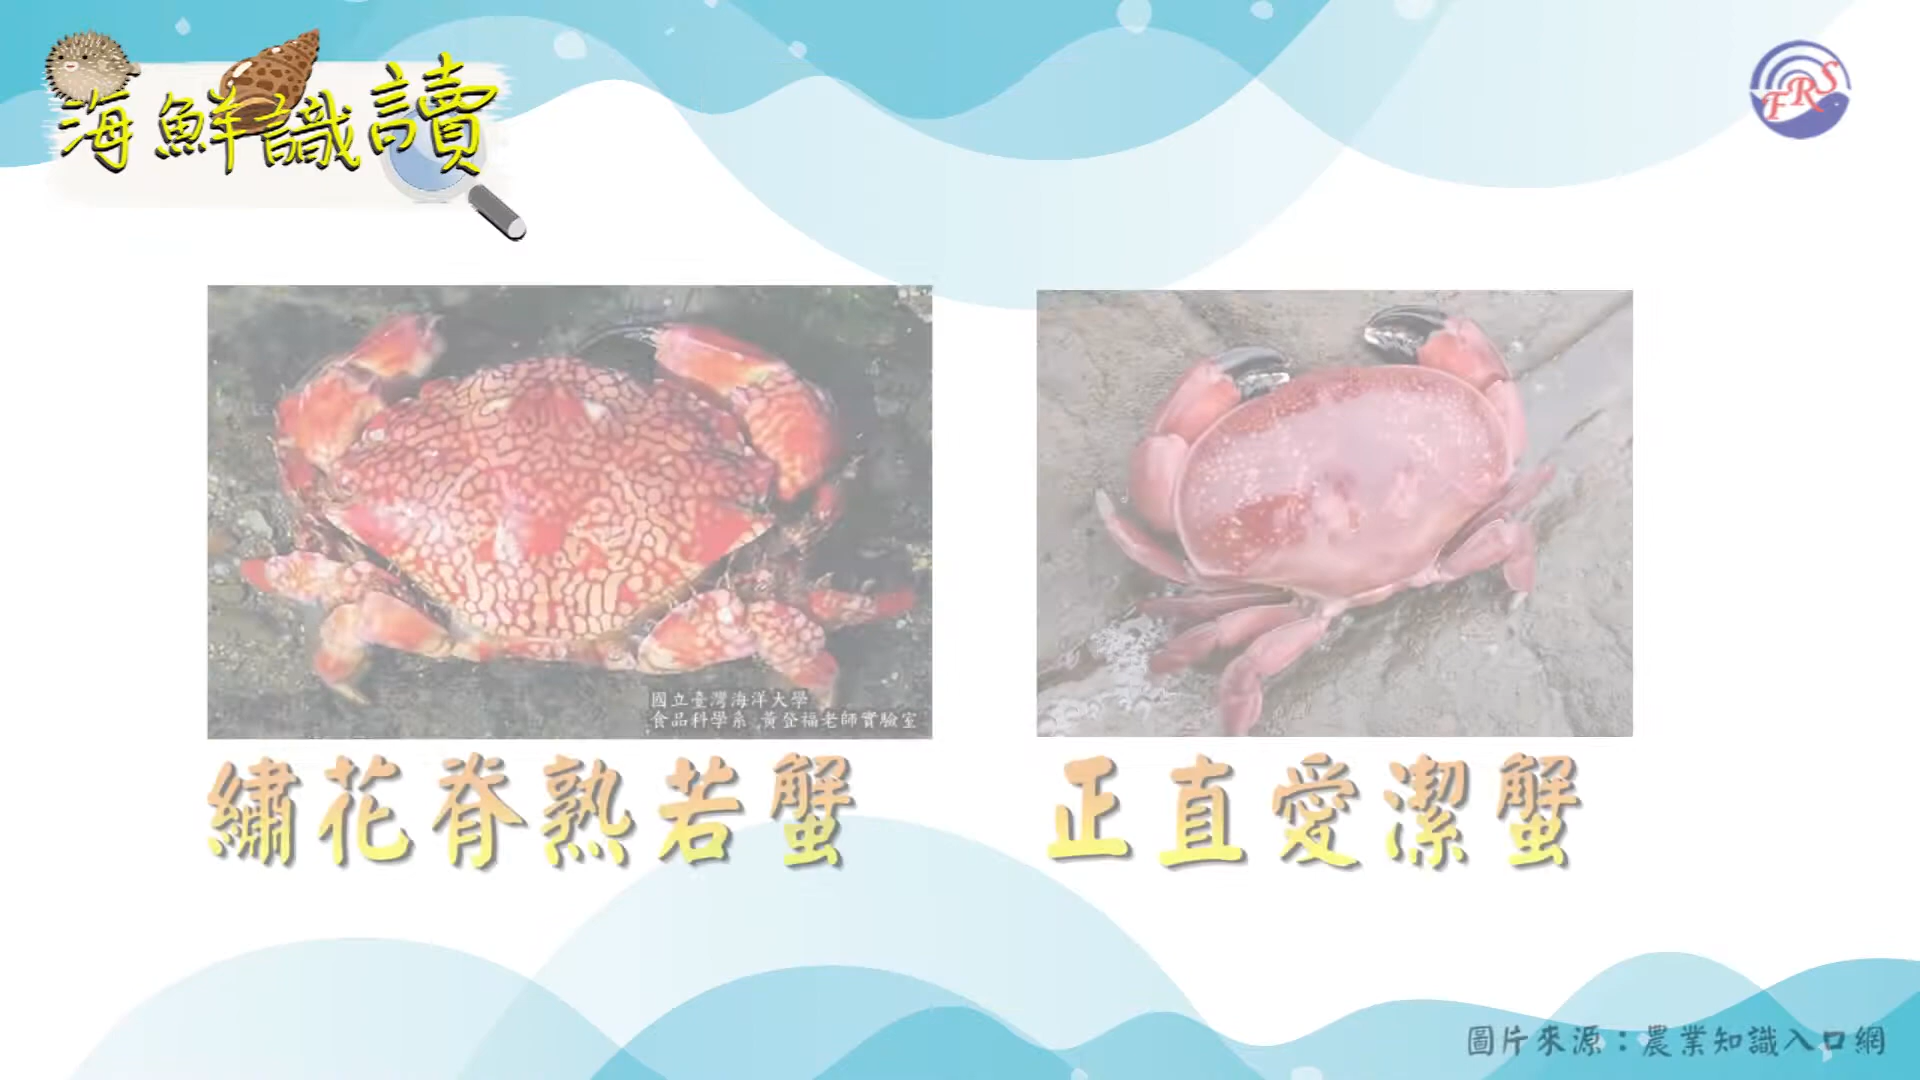 海鮮識讀
FRS
國立臺灣海洋大學
食品科學系 黃登福老師實驗室
繡花脊熟若蟹
正直愛潔蟹
圖片來源：農業知識入口網